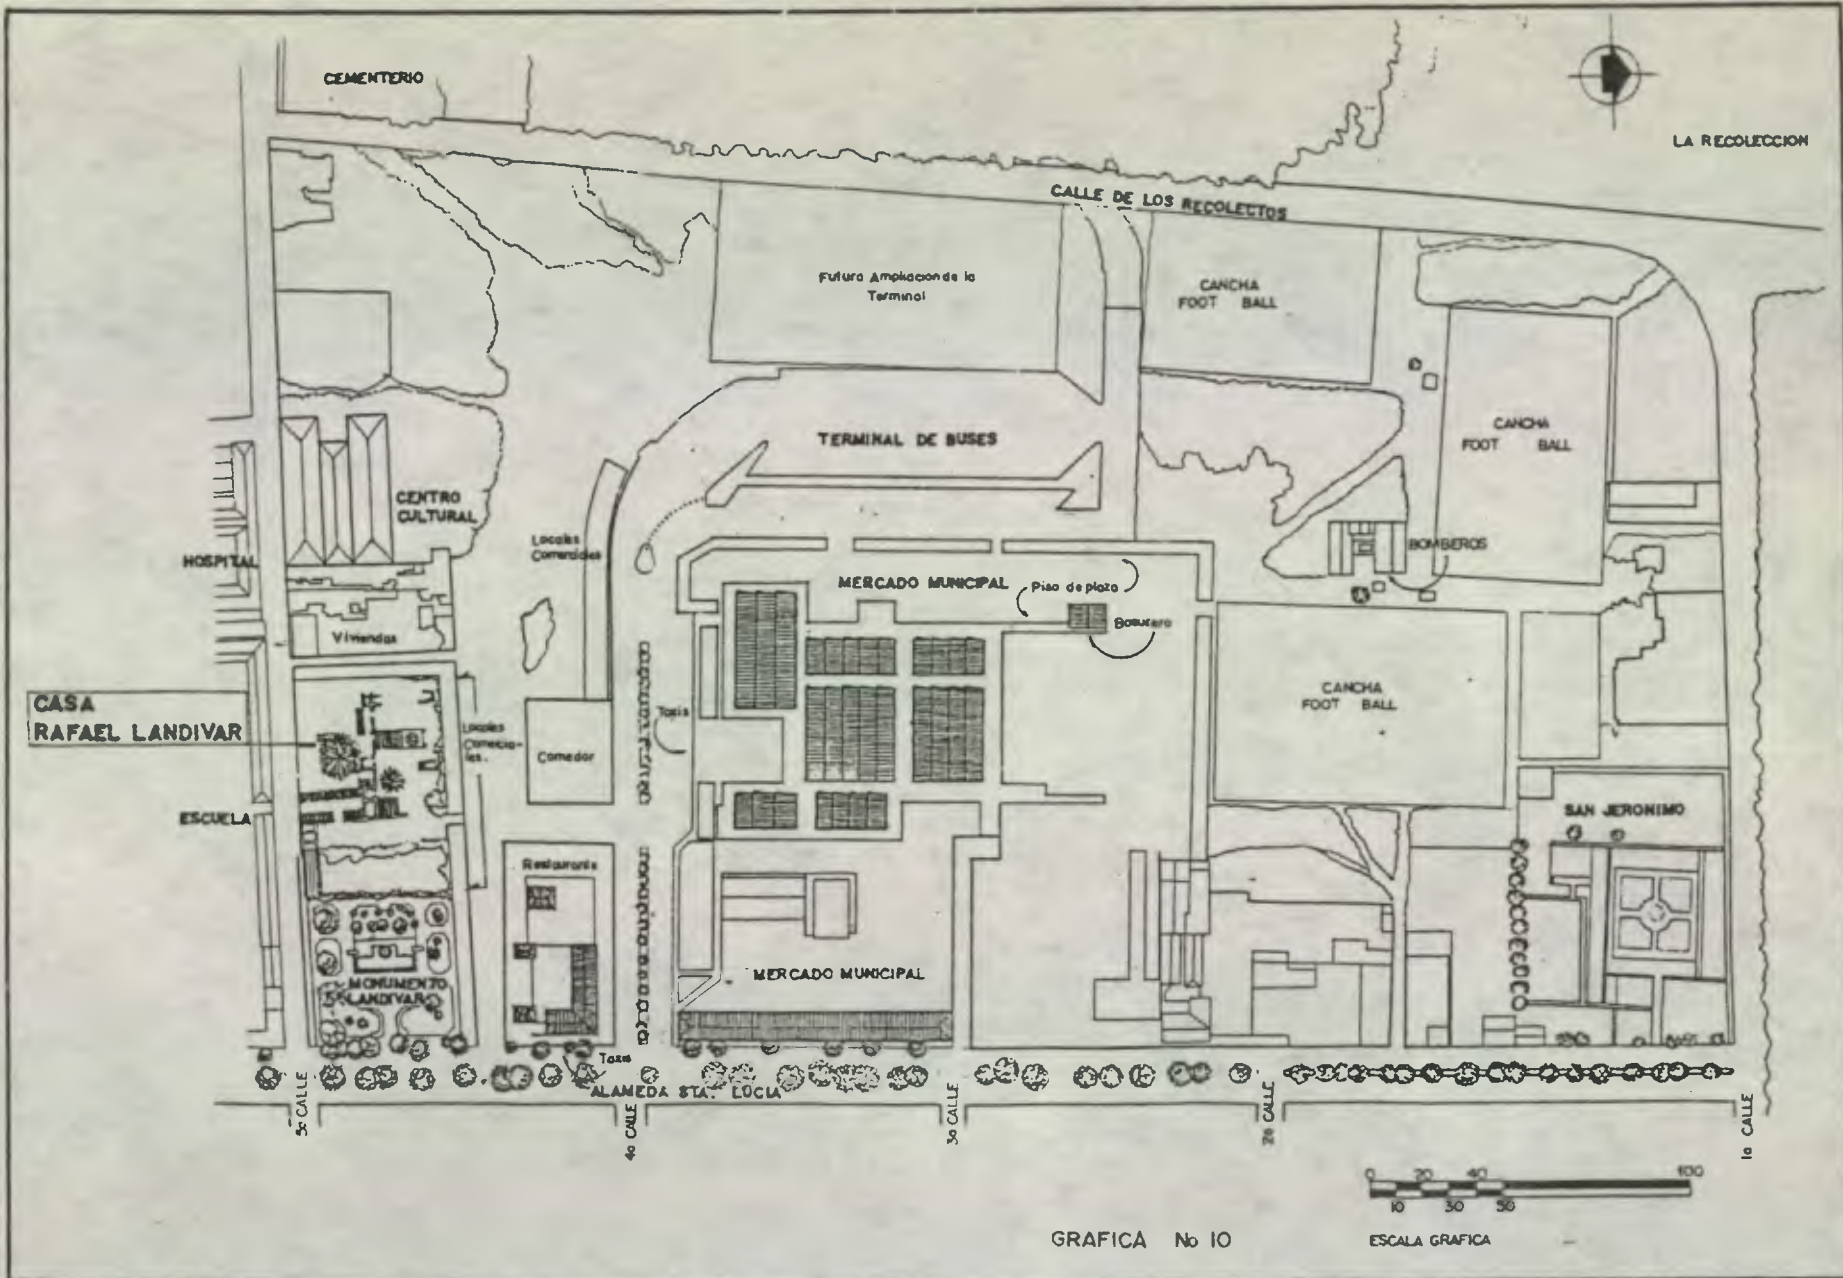 CEMENTERIO
LA RECOLECCION
CALLE DE LOS RECOLECTOS
Futura Ampliacion de la
Terminal
CANCHA
FOOT BALL
CANCHA
FOOT BALL
TERMINAL DE BUSES
CENTRO
CULTURAL
Locales
Comerciales
HOSPITAL
BOMBEROS
MERCADO MUNICIPAL
Piso de plaza
Basurero
Viviendas
CASA
RAFAEL LANDIVAR
CANCHA
FOOT BALL
Taxis
Locales
Comercia-
les.
Comedor
ESCUELA
SAN JERONIMO
Restaurante
MERCADO MUNICIPAL
MONUMENTO
LANDIVAR
Taxis
ALAMEDA STA. LUCIA
5a CALLE
4a CALLE
3a CALLE
2a CALLE
1a CALLE
0 20 40 100
10 30 50
GRAFICA No 10
ESCALA GRAFICA